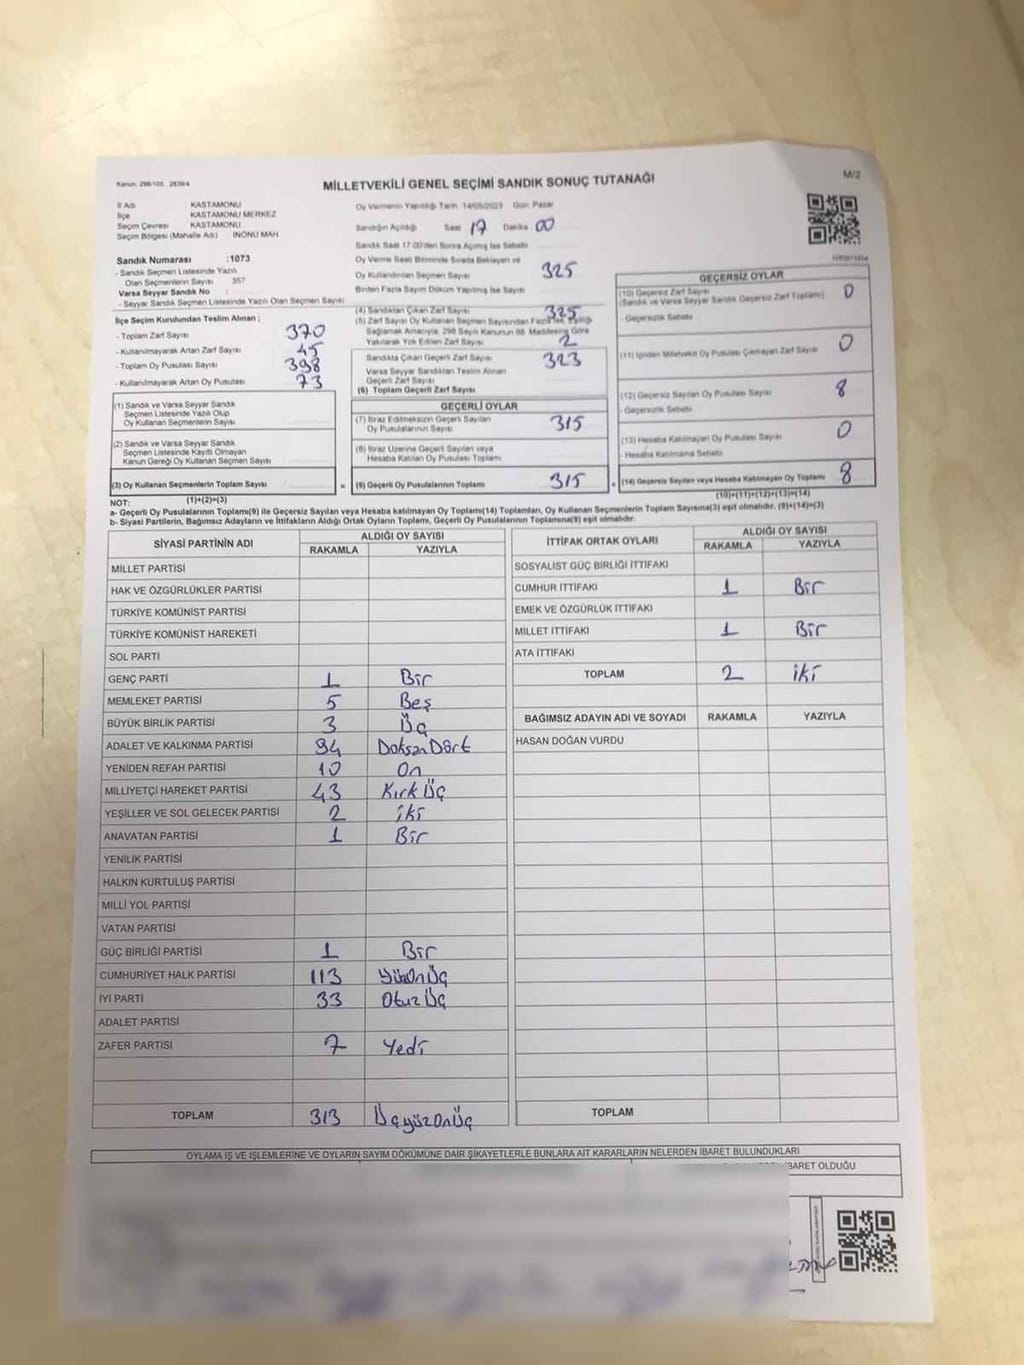 Kanun: 298/105 , 2839/4
MİLLETVEKİLİ GENEL SEÇİMİ SANDIK SONUÇ TUTANAĞI
M/2
İl Adı KASTAMONU
İlçe KASTAMONU MERKEZ
Seçim Çevresi KASTAMONU
Seçim Bölgesi (Mahalle Adı) : İNÖNÜ MAH.
Oy Vermenin Yapıldığı Tarih: 14/05/2023 Gün: Pazar
Sandığın Açıldığı Saat 17 Dakika 00
Sandık Saat 17:00'den Sonra Açılmış İse Sebebi
Sandık Numarası :1073
- Sandık Seçmen Listesinde Yazılı
Olan Seçmenlerin Sayısı 357
Varsa Seyyar Sandık No :
- Seyyar Sandık Seçmen Listesinde Yazılı Olan Seçmen Sayısı
Oy Verme Saati Bitiminde Sırada Bekleyen ve
Oy Kullandırılan Seçmen Sayısı 325
Birden Fazla Sayım Döküm Yapılmış İse Sayısı
İlçe Seçim Kurulundan Teslim Alınan ;
- Toplam Zarf Sayısı 370
- Kullanılmayarak Artan Zarf Sayısı 45
- Toplam Oy Pusulası Sayısı 398
- Kullanılmayarak Artan Oy Pusulası 73
(1) Sandık ve Varsa Seyyar Sandık
Seçmen Listesinde Yazılı Olup
Oy Kullanan Seçmenlerin Sayısı
(2) Sandık ve Varsa Seyyar Sandık
Seçmen Listesinde Kayıtlı Olmayan
Kanun Gereği Oy Kullanan Seçmen Sayısı
(3) Oy Kullanan Seçmenlerin Toplam Sayısı
(1)+(2)=(3)
(4) Sandıktan Çıkan Zarf Sayısı 325
(5) Zarf Sayısı Oy Kullanan Seçmen Sayısından Fazla İse, Eşitliği
Sağlamak Amacıyla, 298 Sayılı Kanunun 98. Maddesine Göre
Yakılarak Yok Edilen Zarf Sayısı 2
Sandıkta Çıkan Geçerli Zarf Sayısı 323
Varsa Seyyar Sandıktan Teslim Alınan
Geçerli Zarf Sayısı
(6) Toplam Geçerli Zarf Sayısı
GEÇERLİ OYLAR
(7) İtiraz Edilmeksizin Geçerli Sayılan
Oy Pusulalarının Sayısı 315
(8) İtiraz Üzerine Geçerli Sayılan veya
Hesaba Katılan Oy Pusulası Toplamı
= (9) Geçerli Oy Pusulalarının Toplamı 315
GEÇERSİZ OYLAR
(10) Geçersiz Zarf Sayısı 0
(Sandık ve Varsa Seyyar Sandık Geçersiz Zarf Toplamı)
- Geçersizlik Sebebi
(11) İçinden Milletvekili Oy Pusulası Çıkmayan Zarf Sayısı 0
(12) Geçersiz Sayılan Oy Pusulası Sayısı 8
- Geçersizlik Sebebi
(13) Hesaba Katılmayan Oy Pusulası Sayısı 0
- Hesaba Katılmama Sebebi
+ (14) Geçersiz Sayılan veya Hesaba Katılmayan Oy Toplamı 8
(10)+(11)+(12)+(13)=(14)
NOT:
a- Geçerli Oy Pusulalarının Toplamı(9) ile Geçersiz Sayılan veya Hesaba katılmayan Oy Toplamı(14) Toplamları, Oy Kullanan Seçmenlerin Toplam Sayısına(3) eşit olmalıdır. (9)+(14)=(3)
b- Siyasi Partilerin, Bağımsız Adayların ve İttifakların Aldığı Ortak Oyların Toplamı, Geçerli Oy Pusulalarının Toplamına(9) eşit olmalıdır.
SİYASİ PARTİNİN ADI ALDIĞI OY SAYISI
RAKAMLA YAZIYLA
MİLLET PARTİSİ
HAK VE ÖZGÜRLÜKLER PARTİSİ
TÜRKİYE KOMÜNİST PARTİSİ
TÜRKİYE KOMÜNİST HAREKETİ
SOL PARTİ
GENÇ PARTİ 1 Bir
MEMLEKET PARTİSİ 5 Beş
BÜYÜK BİRLİK PARTİSİ 3 Üç
ADALET VE KALKINMA PARTİSİ 94 DoksanDört
YENİDEN REFAH PARTİSİ 10 On
MİLLİYETÇİ HAREKET PARTİSİ 43 Kırk Üç
YEŞİLLER VE SOL GELECEK PARTİSİ 2 iki
ANAVATAN PARTİSİ 1 Bir
YENİLİK PARTİSİ
HALKIN KURTULUŞ PARTİSİ
MİLLİ YOL PARTİSİ
VATAN PARTİSİ
GÜÇ BİRLİĞİ PARTİSİ 1 Bir
CUMHURİYET HALK PARTİSİ 113 YüzOnÜç
İYİ PARTİ 33 Otuz Üç
ADALET PARTİSİ
ZAFER PARTİSİ 7 Yedi
TOPLAM 313 ÜçyüzOnÜç
İTTİFAK ORTAK OYLARI ALDIĞI OY SAYISI
RAKAMLA YAZIYLA
SOSYALİST GÜÇ BİRLİĞİ İTTİFAKI
CUMHUR İTTİFAKI 1 Bir
EMEK VE ÖZGÜRLÜK İTTİFAKI
MİLLET İTTİFAKI 1 Bir
ATA İTTİFAKI
TOPLAM 2 iki
BAĞIMSIZ ADAYIN ADI VE SOYADI RAKAMLA YAZIYLA
HASAN DOĞAN VURDU
TOPLAM
OYLAMA İŞ VE İŞLEMLERİNE VE OYLARIN SAYIM DÖKÜMÜNE DAİR ŞİKAYETLERLE BUNLARA AİT KARARLARIN NELERDEN İBARET BULUNDUKLARI
BARET OLDUĞU